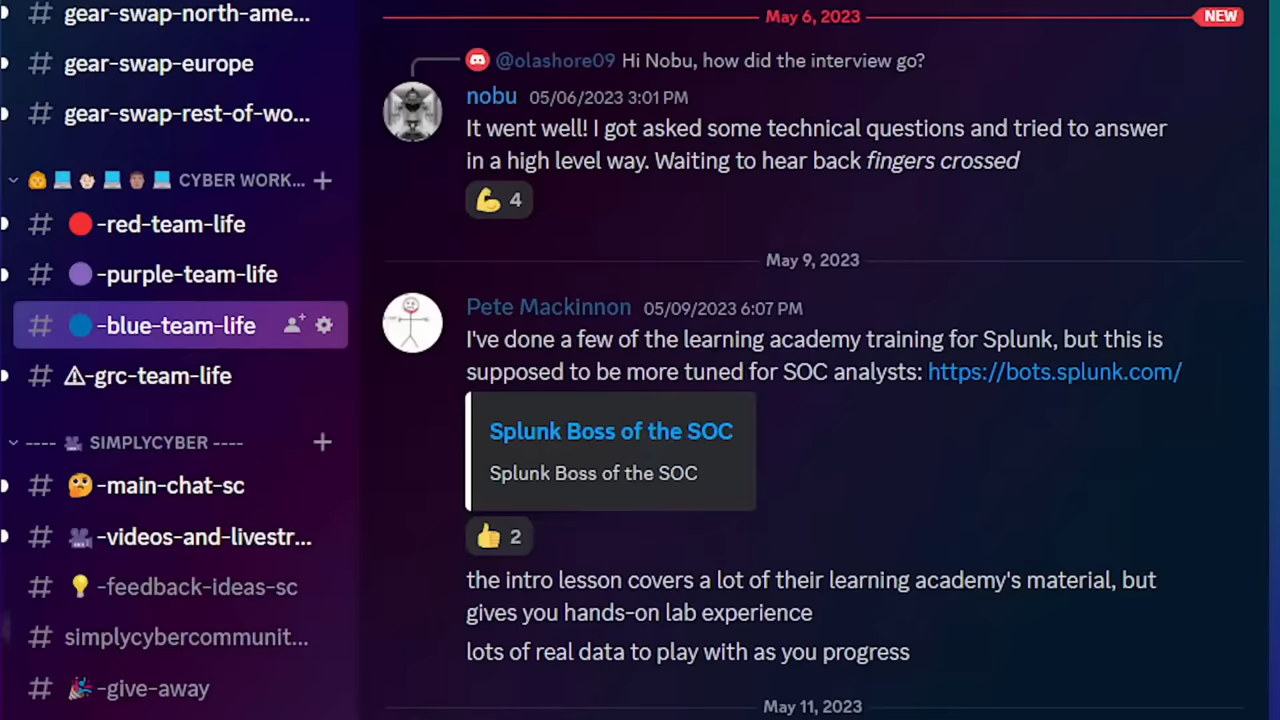 gear-swap-north-ame...
gear-swap-europe
gear-swap-rest-of-wo...
CYBER WORK...
-red-team-life
-purple-team-life
-blue-team-life
-grc-team-life
---- SIMPLYCYBER ----
-main-chat-sc
-videos-and-livestr...
-feedback-ideas-sc
simplycybercommunit...
-give-away
May 6, 2023 NEW
@olashore09 Hi Nobu, how did the interview go?
nobu 05/06/2023 3:01 PM
It went well! I got asked some technical questions and tried to answer
in a high level way. Waiting to hear back fingers crossed
4
May 9, 2023
Pete Mackinnon 05/09/2023 6:07 PM
I've done a few of the learning academy training for Splunk, but this is
supposed to be more tuned for SOC analysts: https://bots.splunk.com/
Splunk Boss of the SOC
Splunk Boss of the SOC
2
the intro lesson covers a lot of their learning academy's material, but
gives you hands-on lab experience
lots of real data to play with as you progress
May 11, 2023